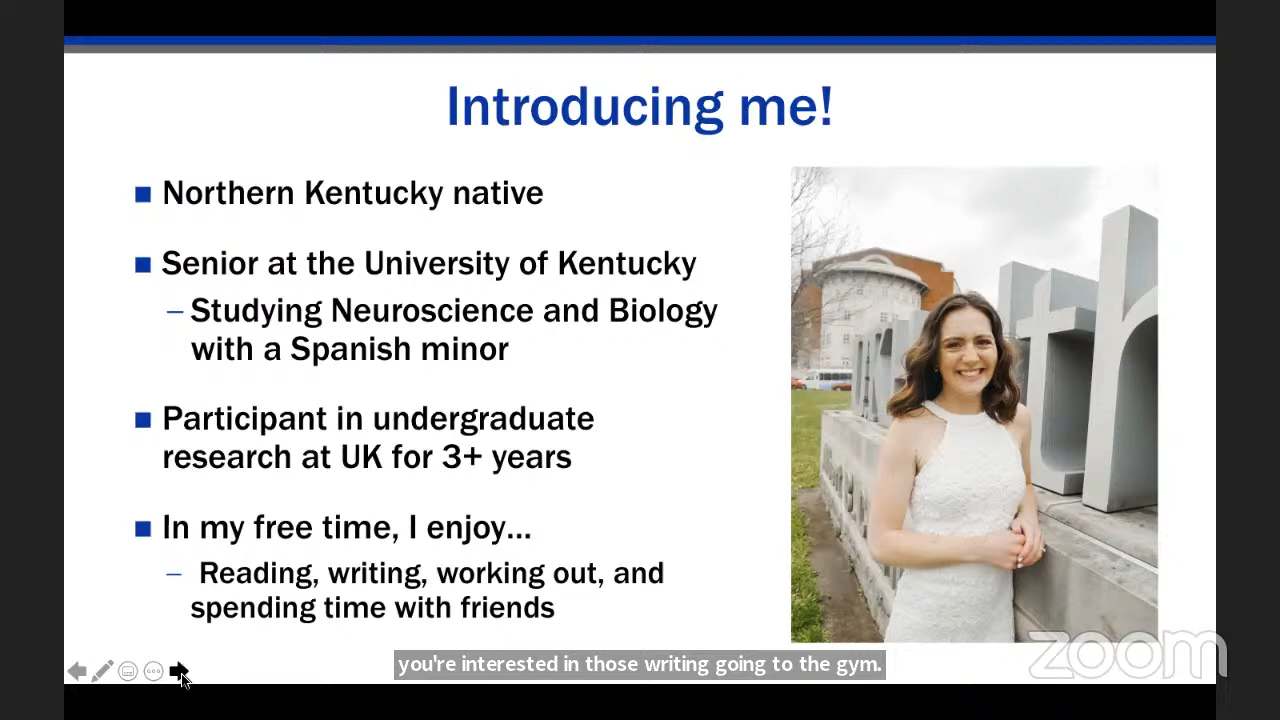 Introducing me!
Northern Kentucky native
Senior at the University of Kentucky
– Studying Neuroscience and Biology
with a Spanish minor
Participant in undergraduate
research at UK for 3+ years
In my free time, I enjoy...
– Reading, writing, working out, and
spending time with friends
th
you're interested in those writing going to the gym.
zoom